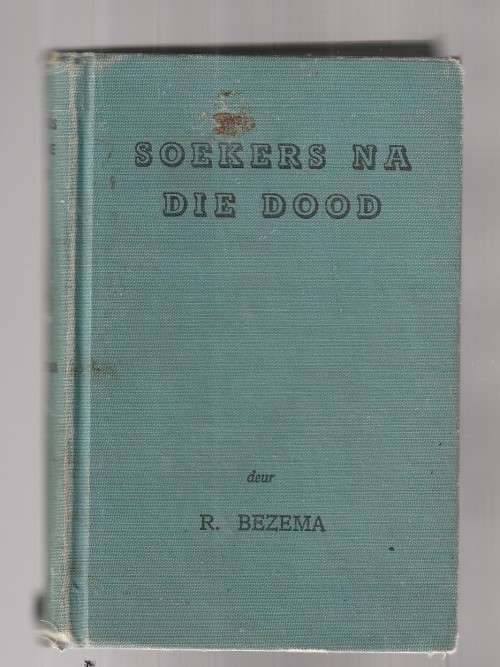 SOEKERS NA
DIE DOOD
deur
R. BEZEMA